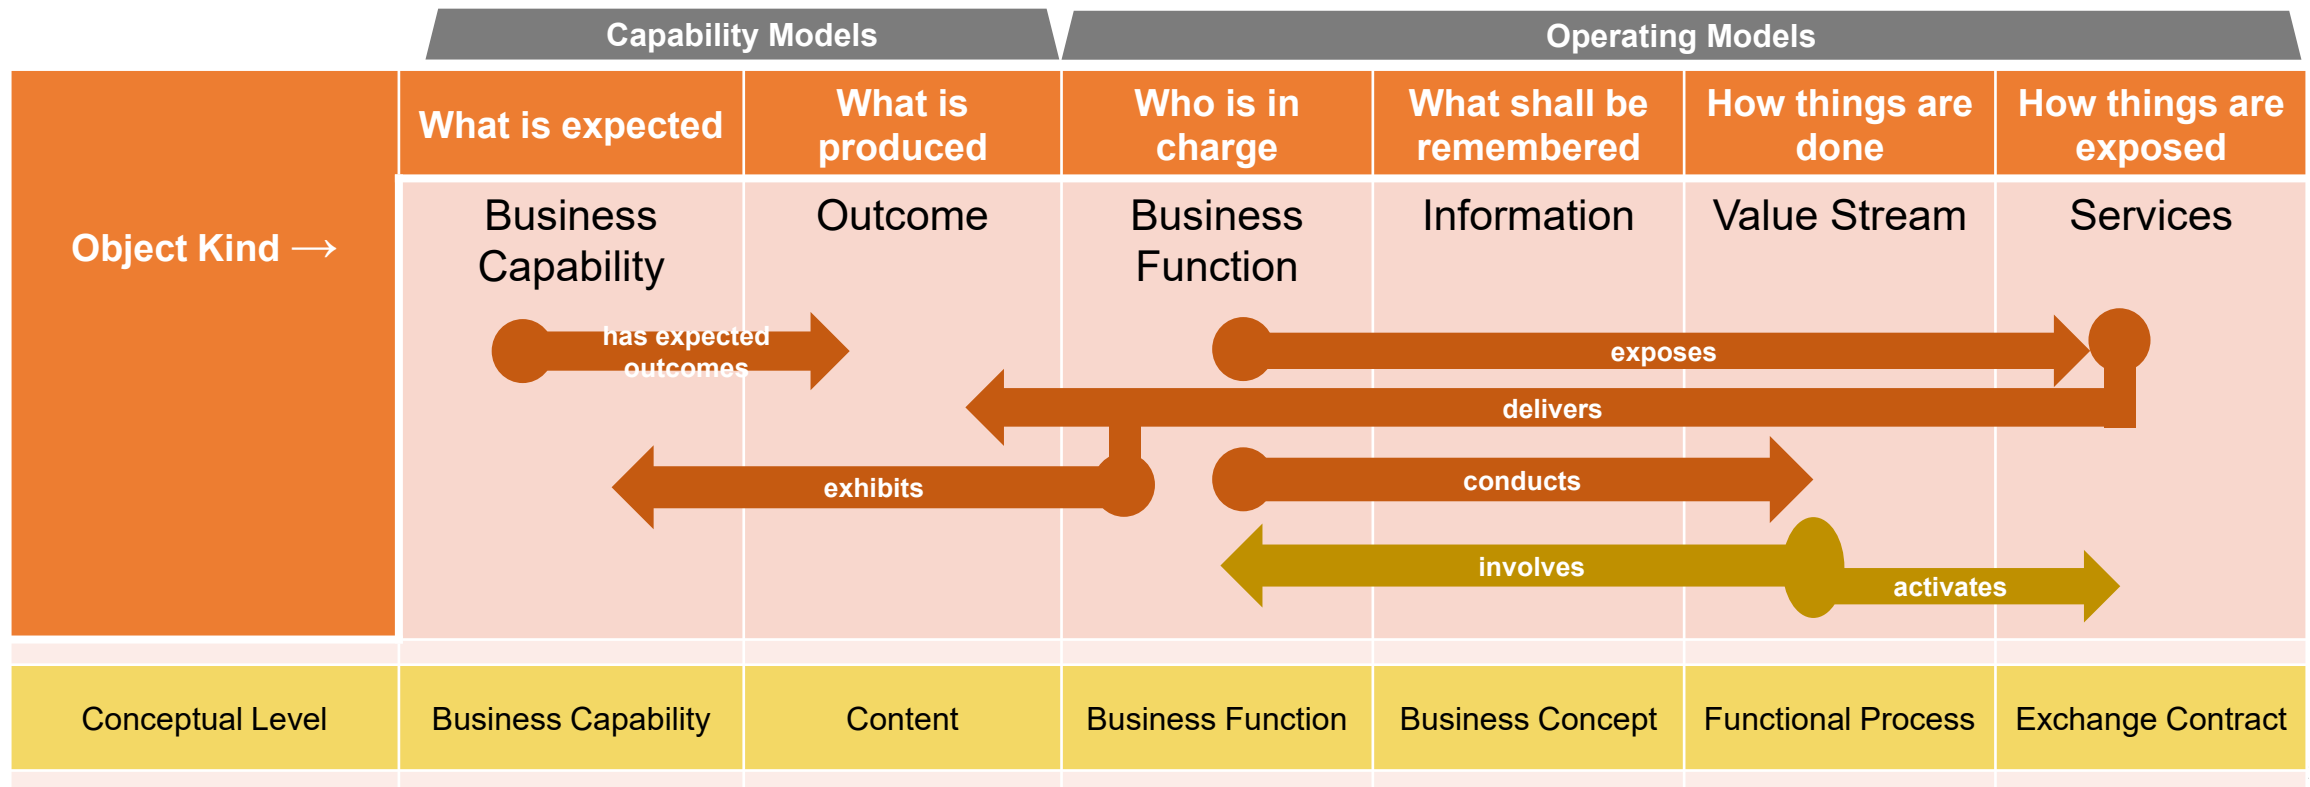 Capability Models
Operating Models
What is expected
What is
produced
Who is in
charge
What shall be
remembered
How things are
done
How things are
exposed
Object Kind →
Business
Capability
Outcome
Business
Function
Information
Value Stream
Services
has expected
outcomes
exposes
delivers
exhibits
conducts
involves
activates
Conceptual Level
Business Capability
Content
Business Function
Business Concept
Functional Process
Exchange Contract